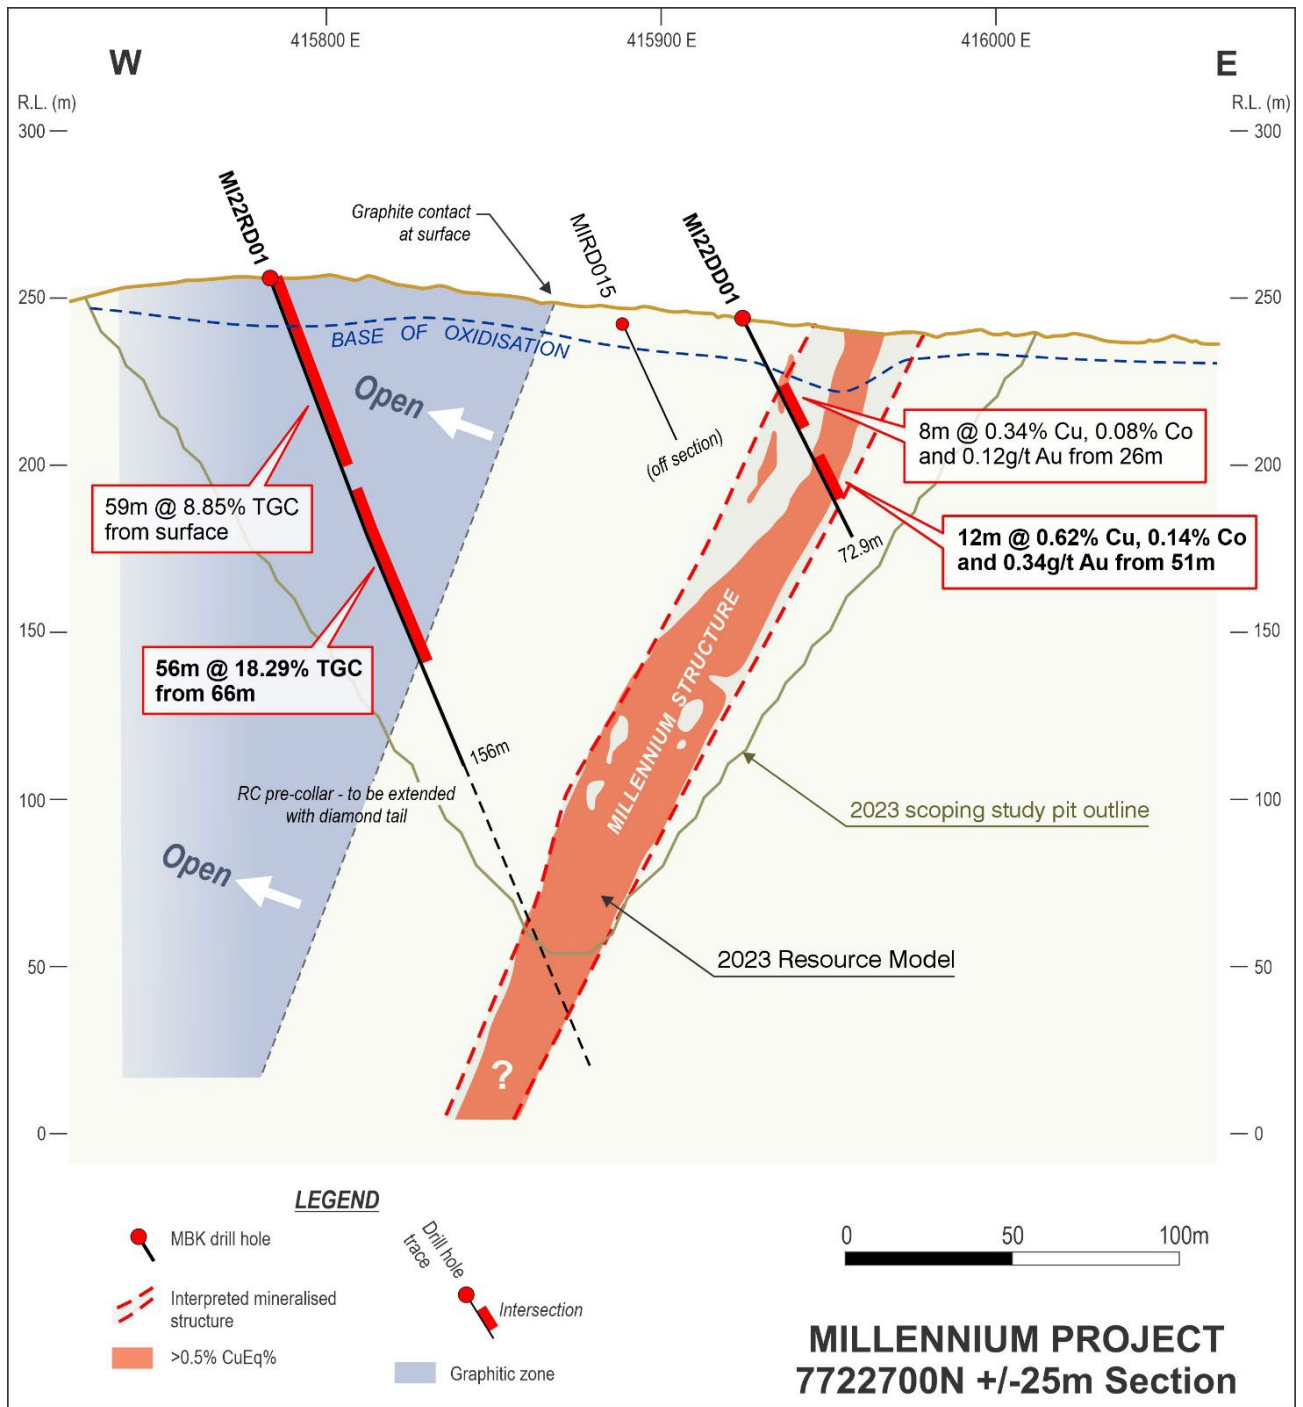 415800 E
415900 E
416000 E
W
E
R.L. (m)
R.L. (m)
300
300
MI22RD01
Graphite contact
at surface
MIRD015
MI22DD01
250
250
BASE OF OXIDISATION
Open
(off section)
8m @ 0.34% Cu, 0.08% Co
and 0.12g/t Au from 26m
200
200
59m @ 8.85% TGC
from surface
12m @ 0.62% Cu, 0.14% Co
and 0.34g/t Au from 51m
72.9m
150
150
56m @ 18.29% TGC
from 66m
MILLENNIUM STRUCTURE
156m
RC pre-collar - to be extended
with diamond tail
100
100
2023 scoping study pit outline
Open
2023 Resource Model
50
50
?
0
0
LEGEND
MBK drill hole
Drill hole
trace
Intersection
Interpreted mineralised
structure
>0.5% CuEq%
Graphitic zone
0
50
100m
MILLENNIUM PROJECT
7722700N +/-25m Section